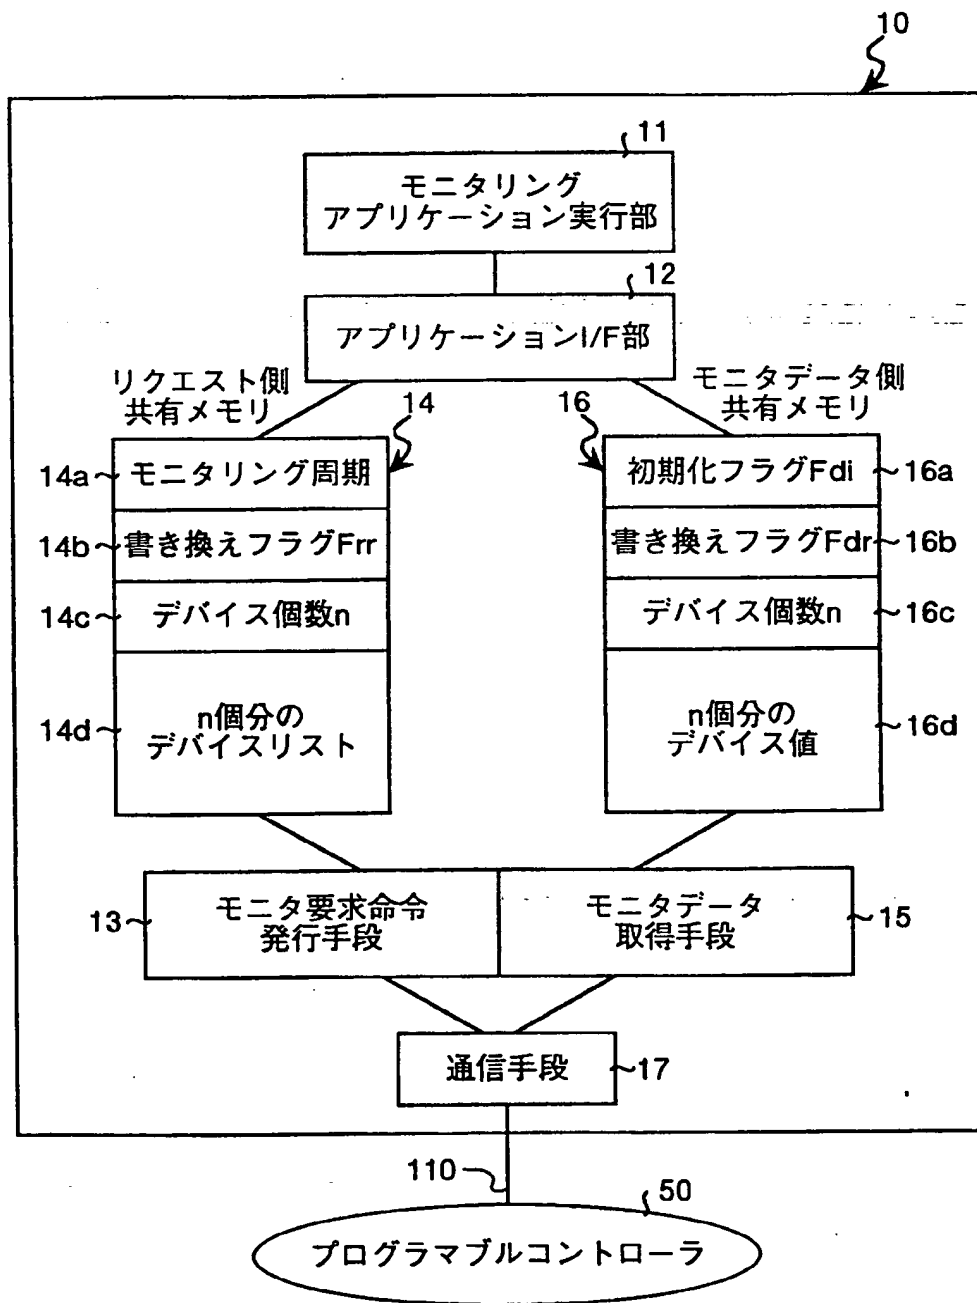 10
11
モニタリング
アプリケーション実行部
12
アプリケーションI/F部
リクエスト側
共有メモリ
14
16
モニタデータ側
共有メモリ
14a
モニタリング周期
初期化フラグFdi
16a
14b
書き換えフラグFrr
書き換えフラグFdr
16b
14c
デバイス個数n
デバイス個数n
16c
14d
n個分の
デバイスリスト
n個分の
デバイス値
16d
13
モニタ要求命令
発行手段
モニタデータ
取得手段
15
通信手段
17
110
50
プログラマブルコントローラ